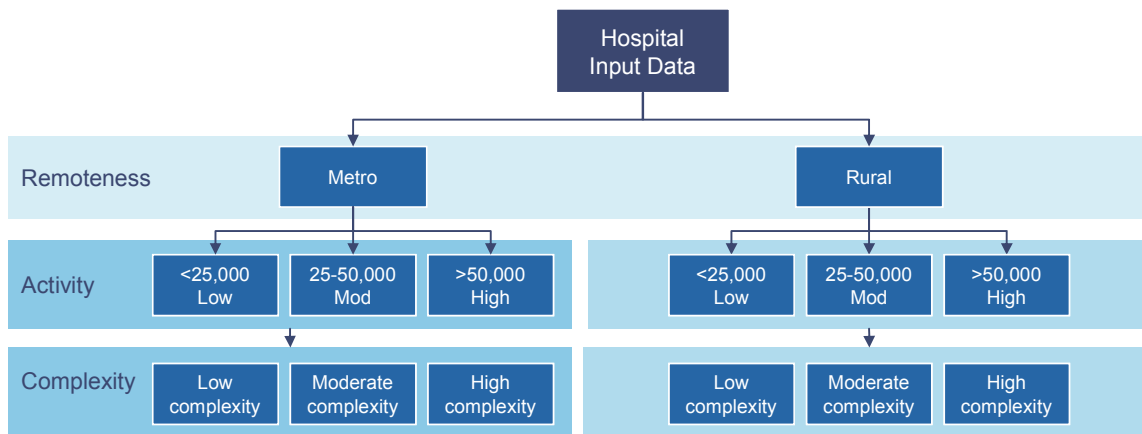 Hospital
Input Data
Remoteness
Metro
Rural
Activity
<25,000
Low
25-50,000
Mod
>50,000
High
<25,000
Low
25-50,000
Mod
>50,000
High
Complexity
Low
complexity
Moderate
complexity
High
complexity
Low
complexity
Moderate
complexity
High
complexity